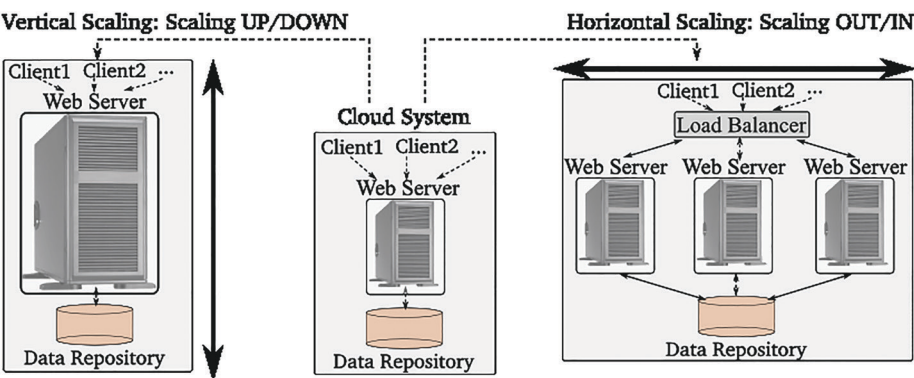 Vertical Scaling: Scaling UP/DOWN
Client1 Client2 ...
Web Server
Data Repository
Cloud System
Client1 Client2 ...
Web Server
Data Repository
Horizontal Scaling: Scaling OUT/IN
Client1 Client2 ...
Load Balancer
Web Server Web Server Web Server
Data Repository